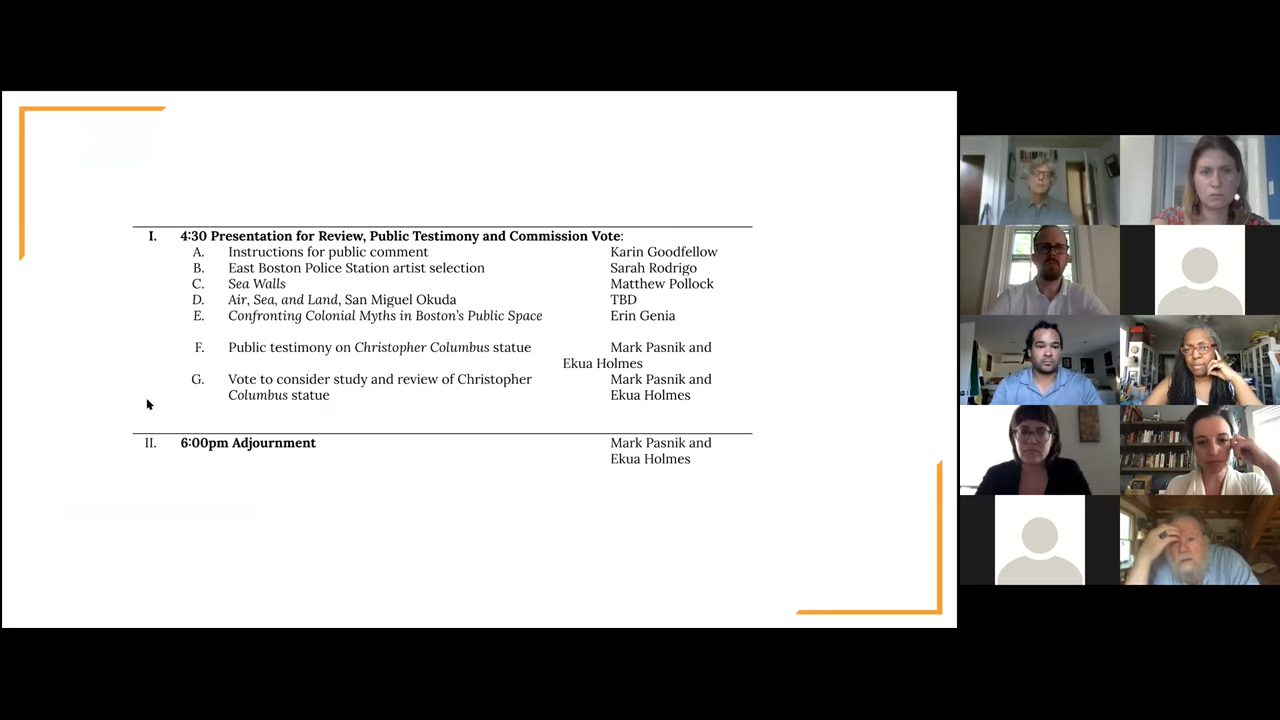 I. 4:30 Presentation for Review, Public Testimony and Commission Vote:
A. Instructions for public comment Karin Goodfellow
B. East Boston Police Station artist selection Sarah Rodrigo
C. Sea Walls Matthew Pollock
D. Air, Sea, and Land, San Miguel Okuda TBD
E. Confronting Colonial Myths in Boston's Public Space Erin Genia
F. Public testimony on Christopher Columbus statue Mark Pasnik and
Ekua Holmes
G. Vote to consider study and review of Christopher Mark Pasnik and
Columbus statue Ekua Holmes
II. 6:00pm Adjournment Mark Pasnik and
Ekua Holmes